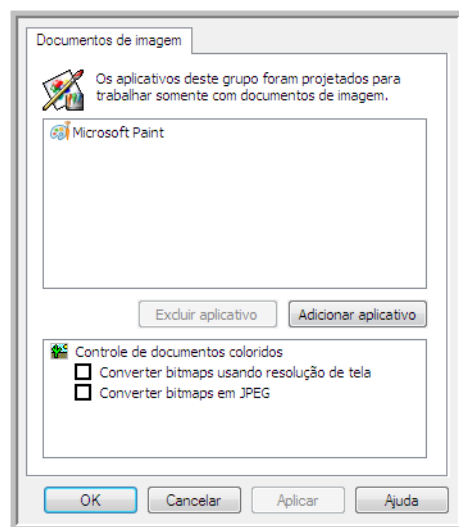 Documentos de imagem
Os aplicativos deste grupo foram projetados para
trabalhar somente com documentos de imagem.
Microsoft Paint
Excluir aplicativo
Adicionar aplicativo
Controle de documentos coloridos
Converter bitmaps usando resolução de tela
Converter bitmaps em JPEG
OK
Cancelar
Aplicar
Ajuda